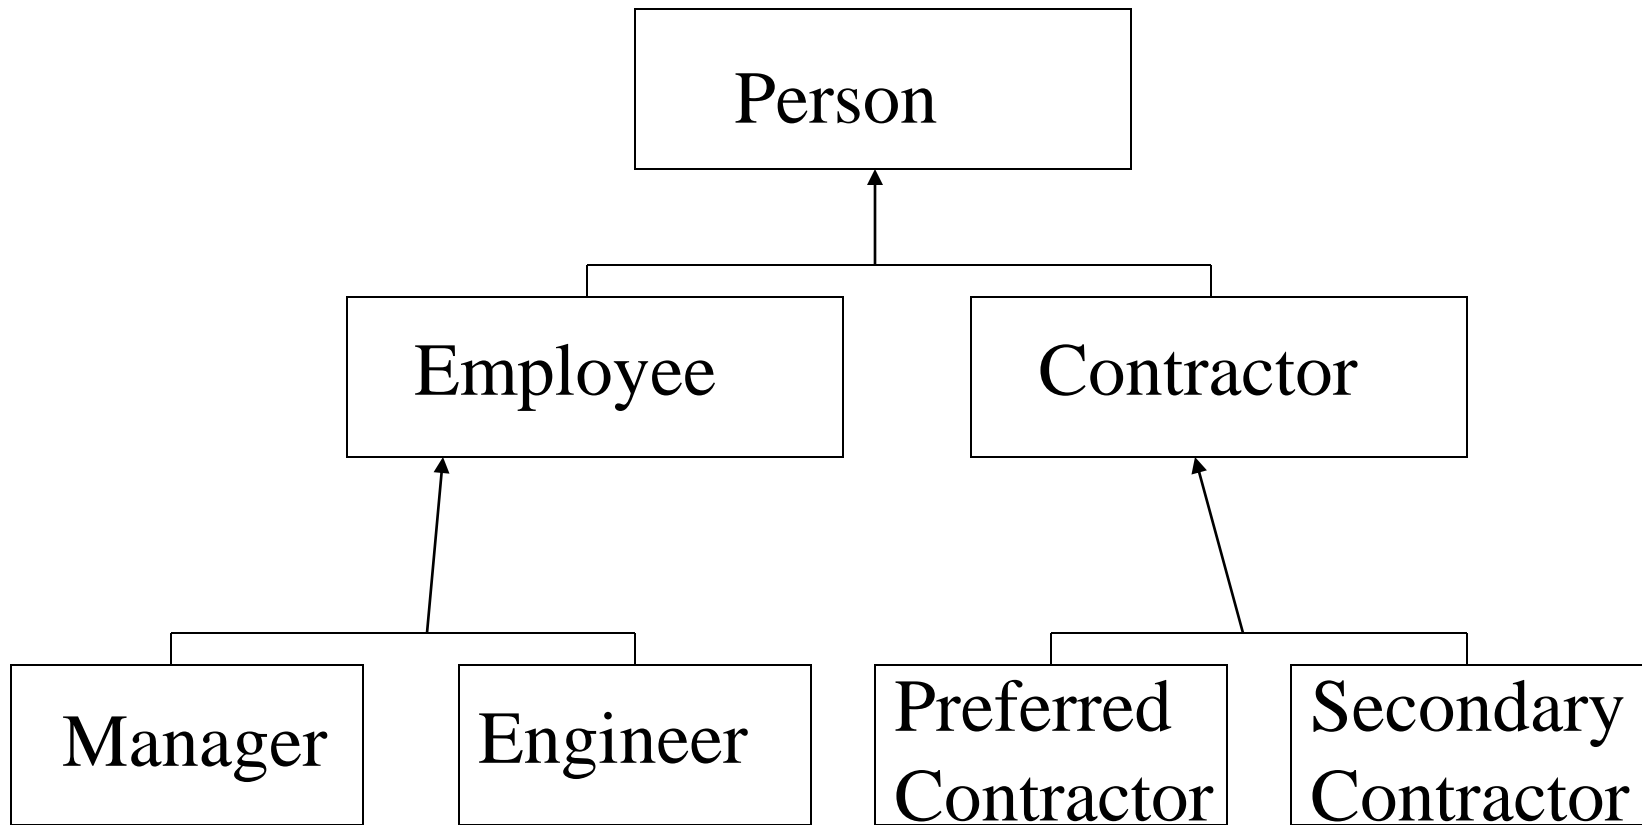 Person
Employee
Contractor
Manager
Engineer
Preferred
Contractor
Secondary
Contractor